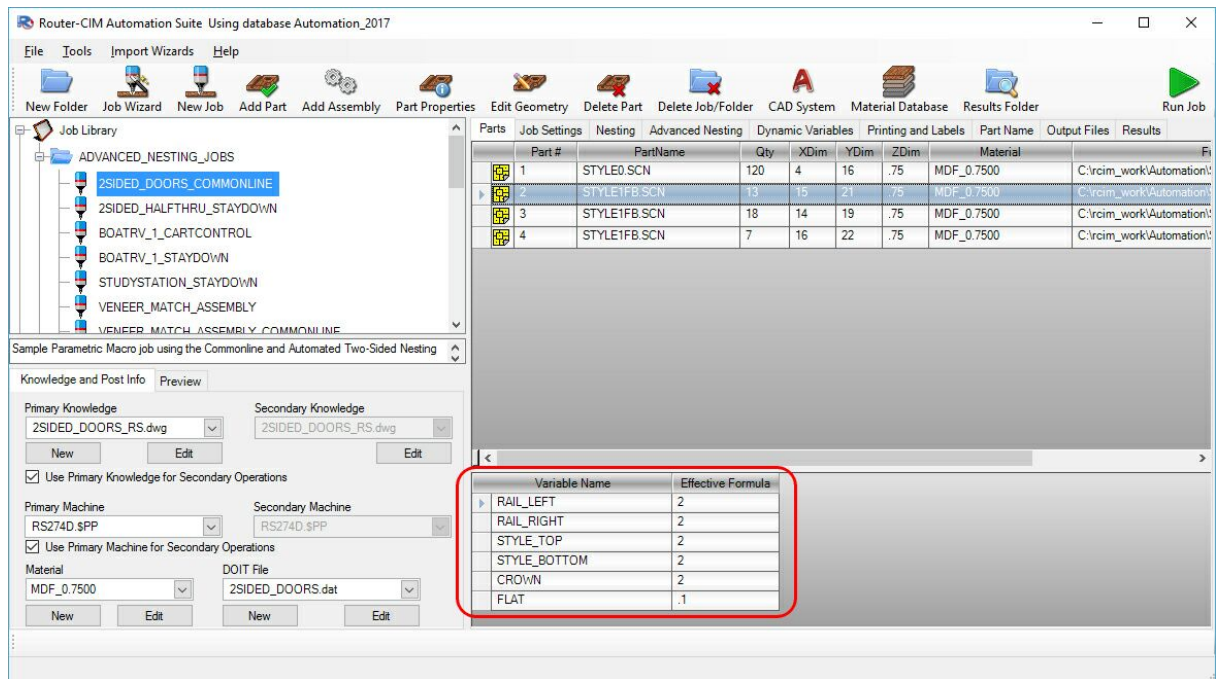 Router-CIM Automation Suite Using database Automation_2017
File Tools Import Wizards Help
New Folder Job Wizard New Job Add Part Add Assembly Part Properties Edit Geometry Delete Part Delete Job/Folder CAD System Material Database Results Folder Run Job
Job Library
ADVANCED_NESTING_JOBS
2SIDED_DOORS_COMMONLINE
2SIDED_HALFTHRU_STAYDOWN
BOATRV_1_CARTCONTROL
BOATRV_1_STAYDOWN
STUDYSTATION_STAYDOWN
VENEER_MATCH_ASSEMBLY
VENEER_MATCH_ASSEMBLY_COMMONLINE
Sample Parametric Macro job using the Commonline and Automated Two-Sided Nesting
Knowledge and Post Info Preview
Primary Knowledge Secondary Knowledge
2SIDED_DOORS_RS.dwg 2SIDED_DOORS_RS.dwg
New Edit Edit
Use Primary Knowledge for Secondary Operations
Primary Machine Secondary Machine
RS274D.$PP RS274D.$PP
Use Primary Machine for Secondary Operations
Material DOIT File
MDF_0.7500 2SIDED_DOORS.dat
New Edit New Edit
Parts Job Settings Nesting Advanced Nesting Dynamic Variables Printing and Labels Part Name Output Files Results
Part # PartName Qty XDim YDim ZDim Material
1 STYLE0.SCN 120 4 16 .75 MDF_0.7500 C:\rcim_work\Automation\
2 STYLE1FB.SCN 13 15 21 .75 MDF_0.7500 C:\rcim_work\Automation\
3 STYLE1FB.SCN 18 14 19 .75 MDF_0.7500 C:\rcim_work\Automation\
4 STYLE1FB.SCN 7 16 22 .75 MDF_0.7500 C:\rcim_work\Automation\
Variable Name Effective Formula
RAIL_LEFT 2
RAIL_RIGHT 2
STYLE_TOP 2
STYLE_BOTTOM 2
CROWN 2
FLAT .1